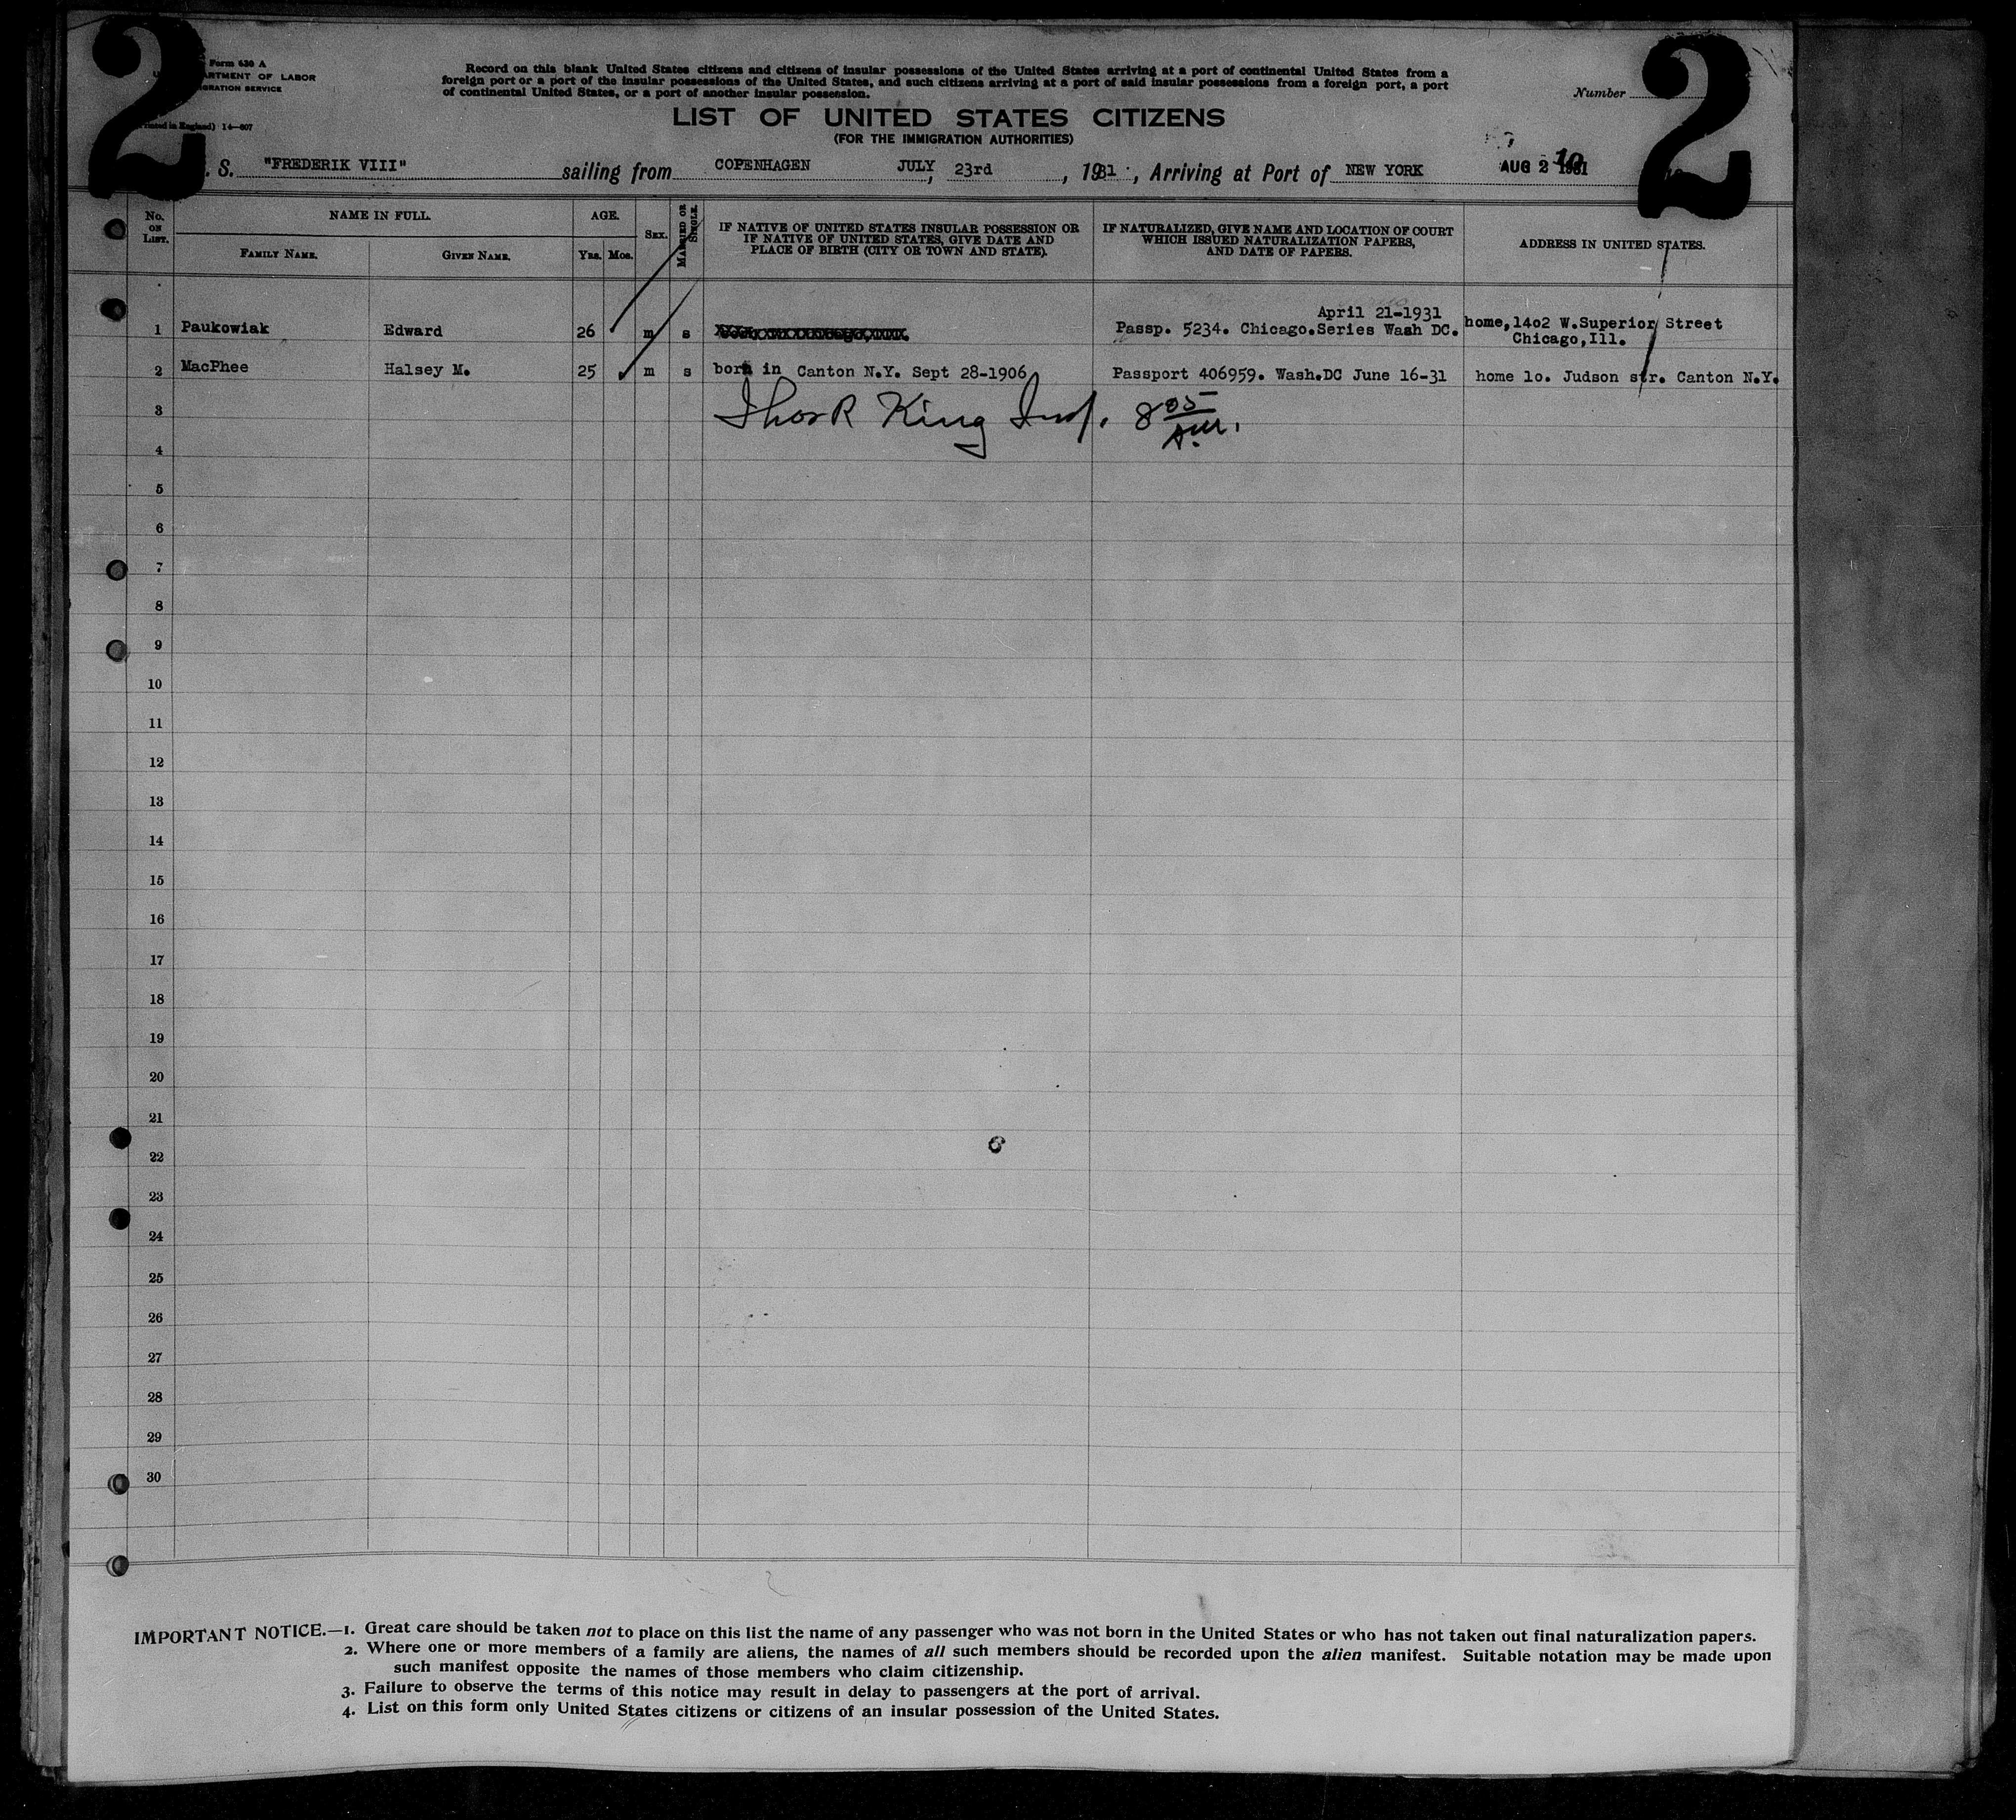 2 2
Form 630 A
ARTMENT OF LABOR
GRATION SERVICE
Printed in England) 14—607
Record on this blank United States citizens and citizens of insular possessions of the United States arriving at a port of continental United States from a
foreign port or a port of the insular possessions of the United States, and such citizens arriving at a port of said insular possessions from a foreign port, a port
of continental United States, or a port of another insular possession.
Number
LIST OF UNITED STATES CITIZENS
(FOR THE IMMIGRATION AUTHORITIES)
S. "FREDERIK VIII" sailing from COPENHAGEN JULY, 23rd, 1931, Arriving at Port of NEW YORK AUG 2 1931 10
No. ON LIST. NAME IN FULL. AGE. SEX. MARRIED OR SINGLE. IF NATIVE OF UNITED STATES INSULAR POSSESSION OR IF NATIVE OF UNITED STATES, GIVE DATE AND PLACE OF BIRTH (CITY OR TOWN AND STATE). IF NATURALIZED, GIVE NAME AND LOCATION OF COURT WHICH ISSUED NATURALIZATION PAPERS, AND DATE OF PAPERS. ADDRESS IN UNITED STATES.
FAMILY NAME. GIVEN NAME. Yrs. Mos.
April 21-1931
1 Paukowiak Edward 26 m s Passp. 5234. Chicago.Series Wash DC. home,14o2 W.Superior Street
Chicago,Ill.
2 MacPhee Halsey M. 25 m s born in Canton N.Y. Sept 28-1906 Passport 406959. Wash.DC June 16-31 home 1o. Judson str. Canton N.Y.
3 Thos R King Insp. 8 05 AM.
4
5
6
7
8
9
10
11
12
13
14
15
16
17
18
19
20
21
22
23
24
25
26
27
28
29
30
IMPORTANT NOTICE.—1. Great care should be taken not to place on this list the name of any passenger who was not born in the United States or who has not taken out final naturalization papers.
2. Where one or more members of a family are aliens, the names of all such members should be recorded upon the alien manifest. Suitable notation may be made upon
such manifest opposite the names of those members who claim citizenship.
3. Failure to observe the terms of this notice may result in delay to passengers at the port of arrival.
4. List on this form only United States citizens or citizens of an insular possession of the United States.